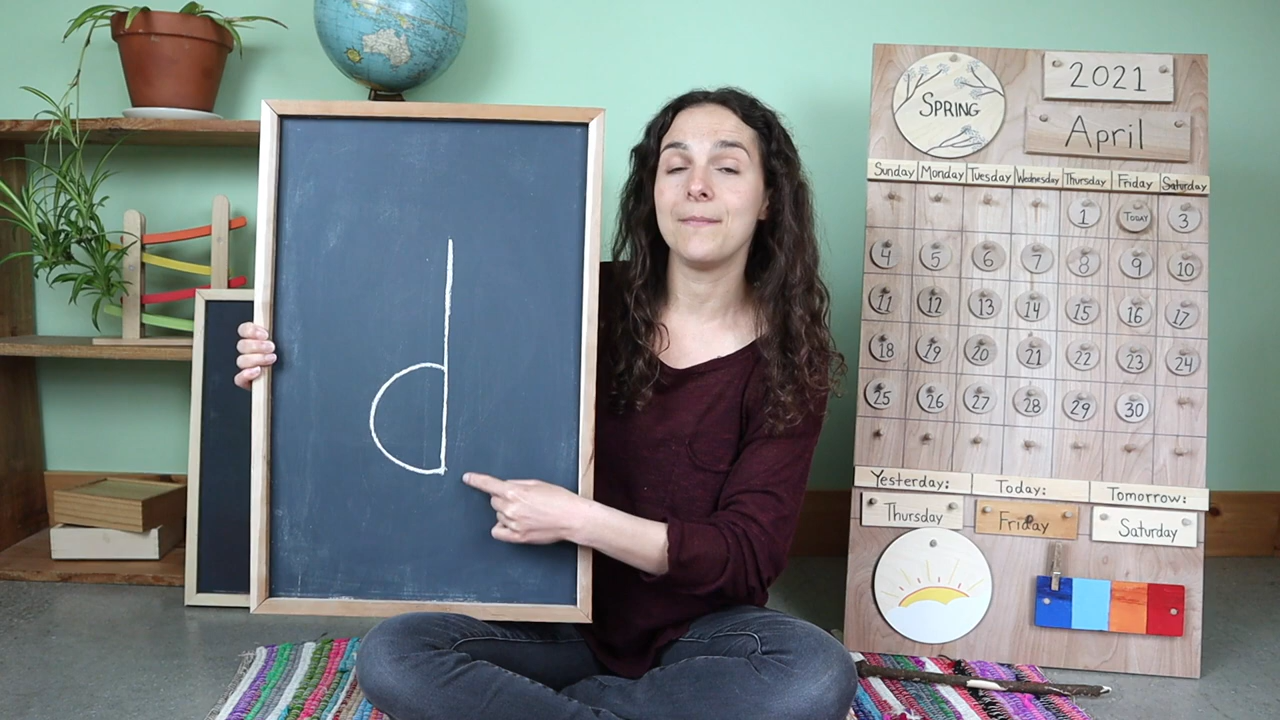 d
SPRING
2021
April
Sunday Monday Tuesday Wednesday Thursday Friday Saturday
1 TODAY 3
4 5 6 7 8 9 10
11 12 13 14 15 16 17
18 19 20 21 22 23 24
25 26 27 28 29 30
Yesterday: Today: Tomorrow:
Thursday Friday Saturday